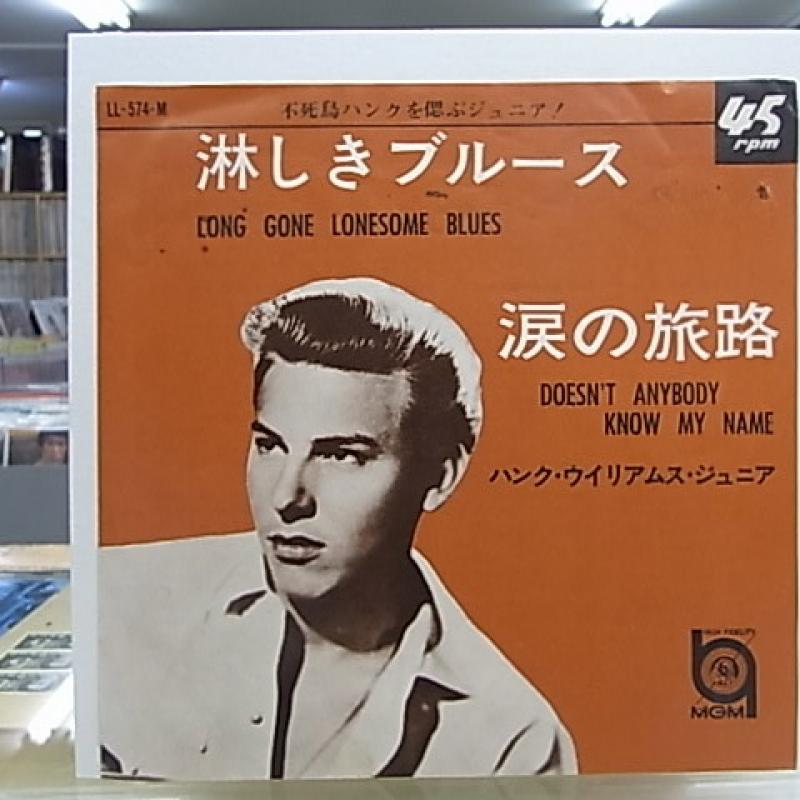 LL-574-M
不死鳥ハンクを偲ぶジュニア!
45
rpm
淋しきブルース
LONG GONE LONESOME BLUES
涙の旅路
DOESN'T ANYBODY
KNOW MY NAME
ハンク・ウイリアムス・ジュニア
HIGH FIDELITY
MGM